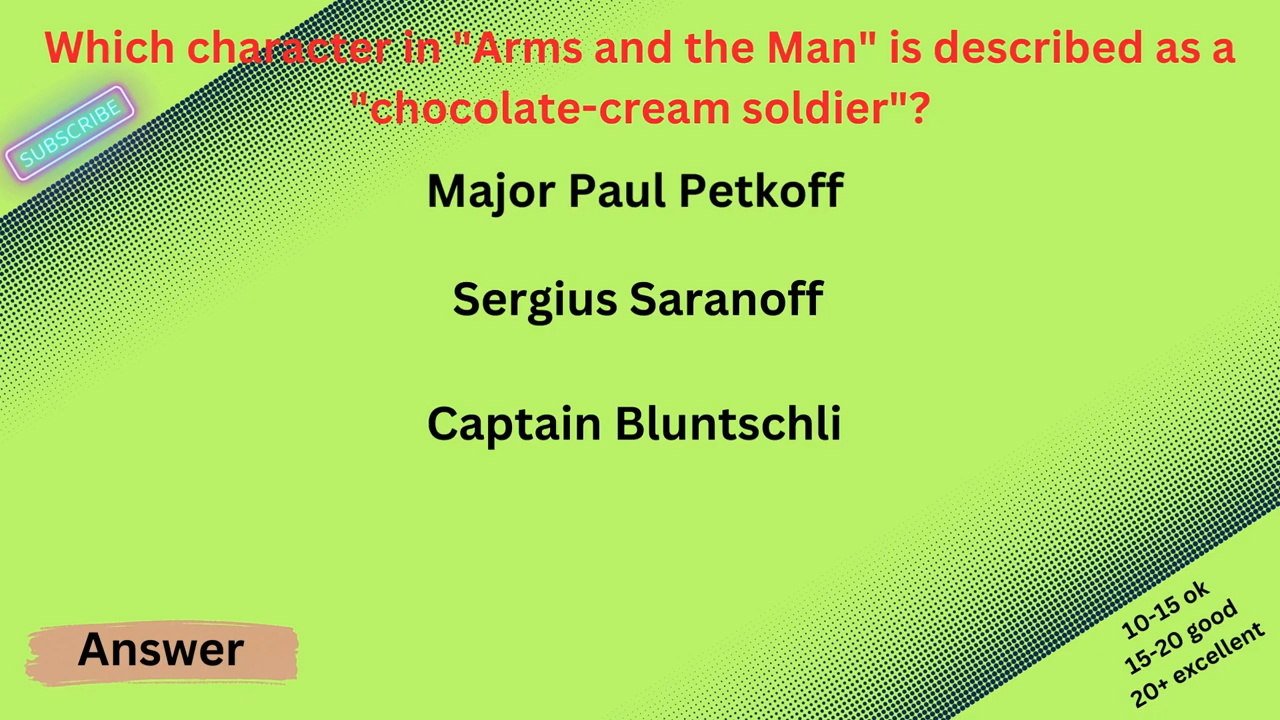 Which character in "Arms and the Man" is described as a
"chocolate-cream soldier"?
SUBSCRIBE
Major Paul Petkoff
Sergius Saranoff
Captain Bluntschli
Answer
10-15 ok
15-20 good
20+ excellent